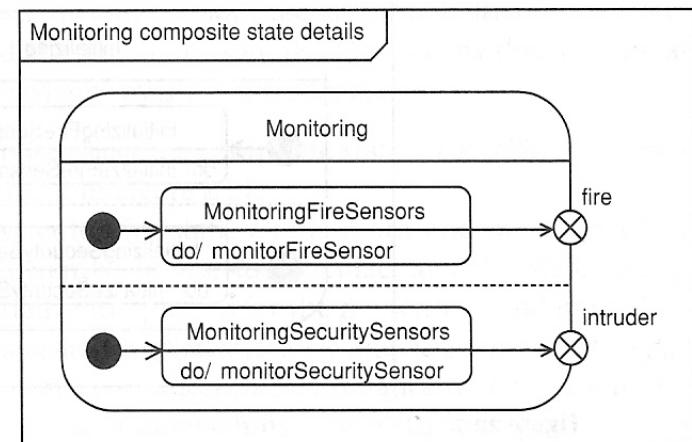 Monitoring composite state details
Monitoring
MonitoringFireSensors
do/ monitorFireSensor
fire
MonitoringSecuritySensors
do/ monitorSecuritySensor
intruder